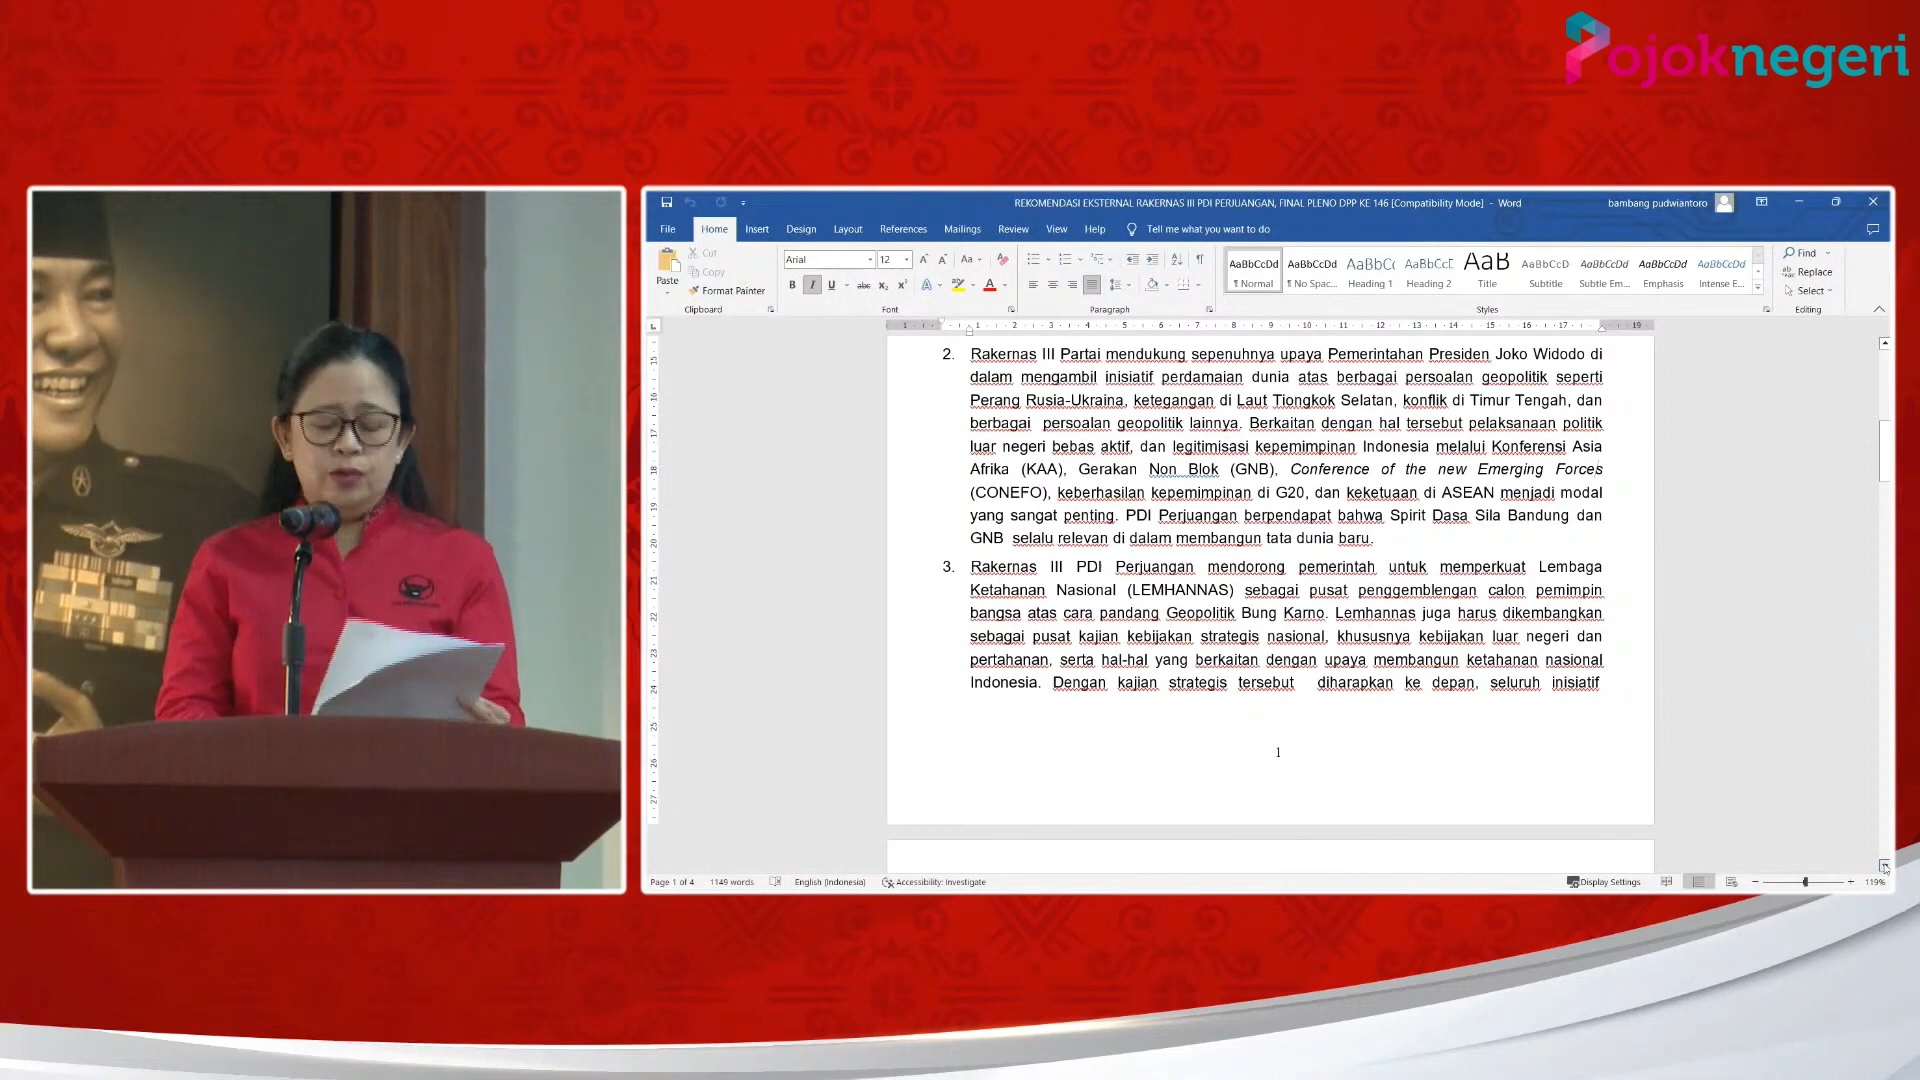 Pojoknegeri
REKOMENDASI EKSTERNAL RAKERNAS III PDI PERJUANGAN, FINAL PLENO DPP KE 146 [Compatibility Mode] - Word
bambang pudwiantoro
File Home Insert Design Layout References Mailings Review View Help Tell me what you want to do
Paste
Cut
Copy
Format Painter
Clipboard
Arial 12
Font
Paragraph
AaBbCcDd AaBbCcDd AaBbCc AaBbCcD AaB AaBbCcD AaBbCcDd AaBbCcDd AaBbCcDd
¶ Normal ¶ No Spac... Heading 1 Heading 2 Title Subtitle Subtle Em... Emphasis Intense E...
Styles
Find
Replace
Select
Editing
2. Rakernas III Partai mendukung sepenuhnya upaya Pemerintahan Presiden Joko Widodo di
dalam mengambil inisiatif perdamaian dunia atas berbagai persoalan geopolitik seperti
Perang Rusia-Ukraina, ketegangan di Laut Tiongkok Selatan, konflik di Timur Tengah, dan
berbagai persoalan geopolitik lainnya. Berkaitan dengan hal tersebut pelaksanaan politik
luar negeri bebas aktif, dan legitimisasi kepemimpinan Indonesia melalui Konferensi Asia
Afrika (KAA), Gerakan Non Blok (GNB), Conference of the new Emerging Forces
(CONEFO), keberhasilan kepemimpinan di G20, dan keketuaan di ASEAN menjadi modal
yang sangat penting. PDI Perjuangan berpendapat bahwa Spirit Dasa Sila Bandung dan
GNB selalu relevan di dalam membangun tata dunia baru.
3. Rakernas III PDI Perjuangan mendorong pemerintah untuk memperkuat Lembaga
Ketahanan Nasional (LEMHANNAS) sebagai pusat penggemblengan calon pemimpin
bangsa atas cara pandang Geopolitik Bung Karno. Lemhannas juga harus dikembangkan
sebagai pusat kajian kebijakan strategis nasional, khususnya kebijakan luar negeri dan
pertahanan, serta hal-hal yang berkaitan dengan upaya membangun ketahanan nasional
Indonesia. Dengan kajian strategis tersebut diharapkan ke depan, seluruh inisiatif
1
Page 1 of 4 1149 words English (Indonesia) Accessibility: Investigate Display Settings 119%